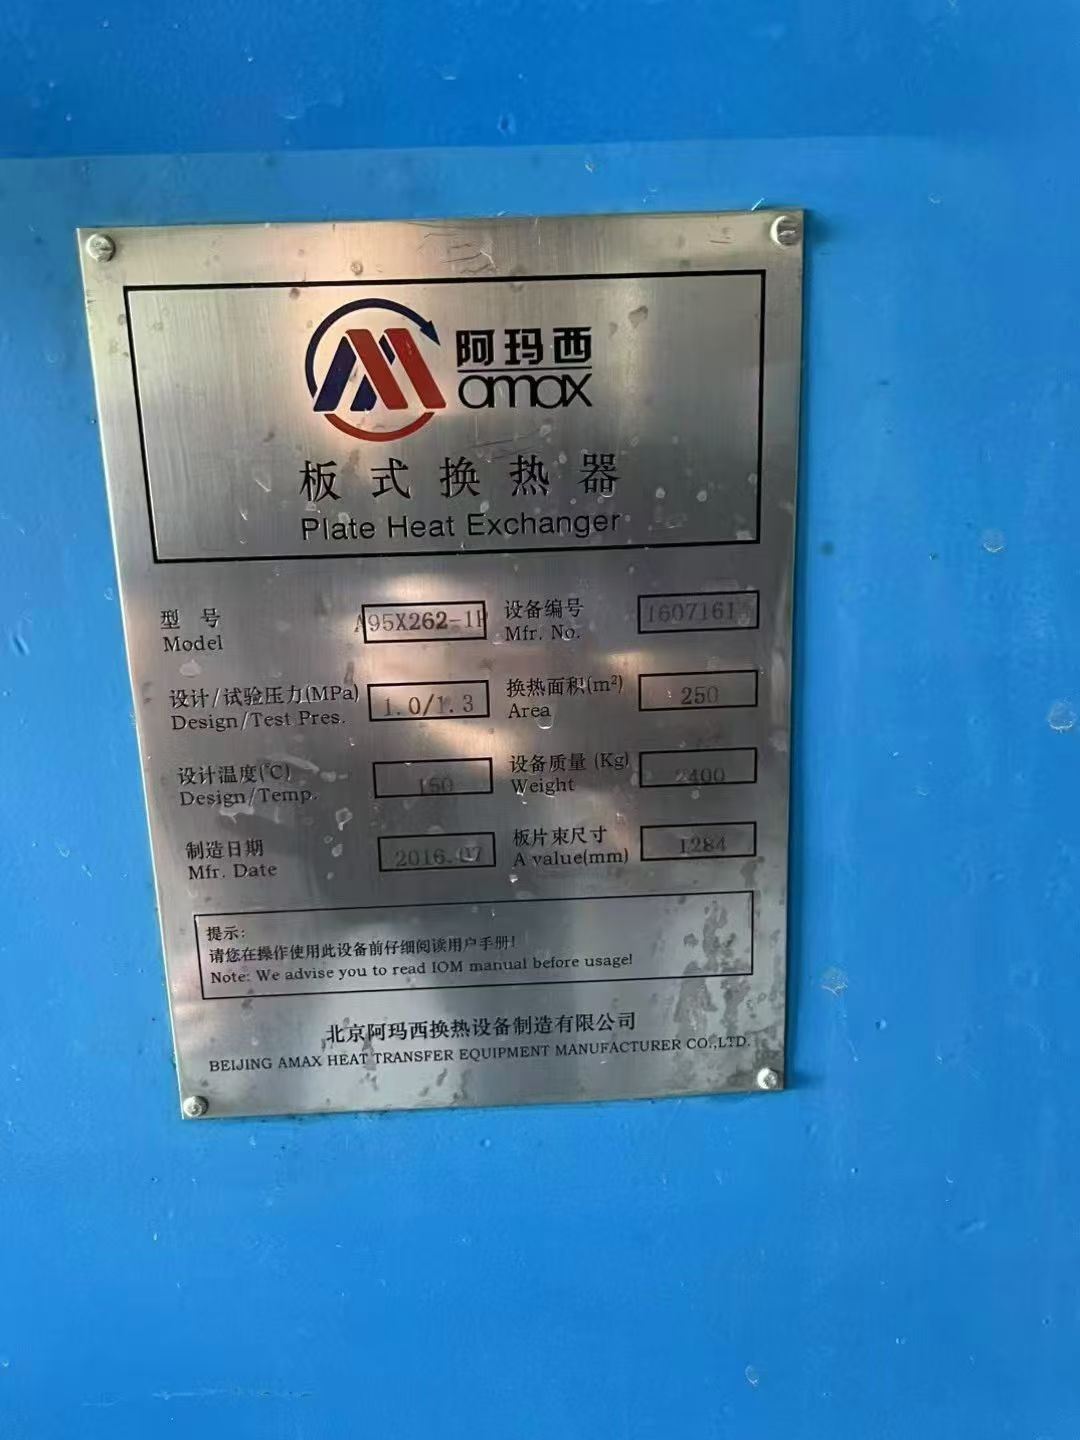 阿玛西
amax
板式换热器
Plate Heat Exchanger
型号 A95X262-1P 设备编号 1607161
Model Mfr. No.
设计/试验压力(MPa) 1.0/1.3 换热面积(m²) 250
Design/Test Pres. Area
设计温度(℃) 150 设备质量 (Kg) 2400
Design/Temp. Weight
制造日期 2016.07 板片束尺寸 1284
Mfr. Date A value(mm)
提示:
请您在操作使用此设备前仔细阅读用户手册!
Note: We advise you to read IOM manual before usage!
北京阿玛西换热设备制造有限公司
BEIJING AMAX HEAT TRANSFER EQUIPMENT MANUFACTURER CO.,LTD.